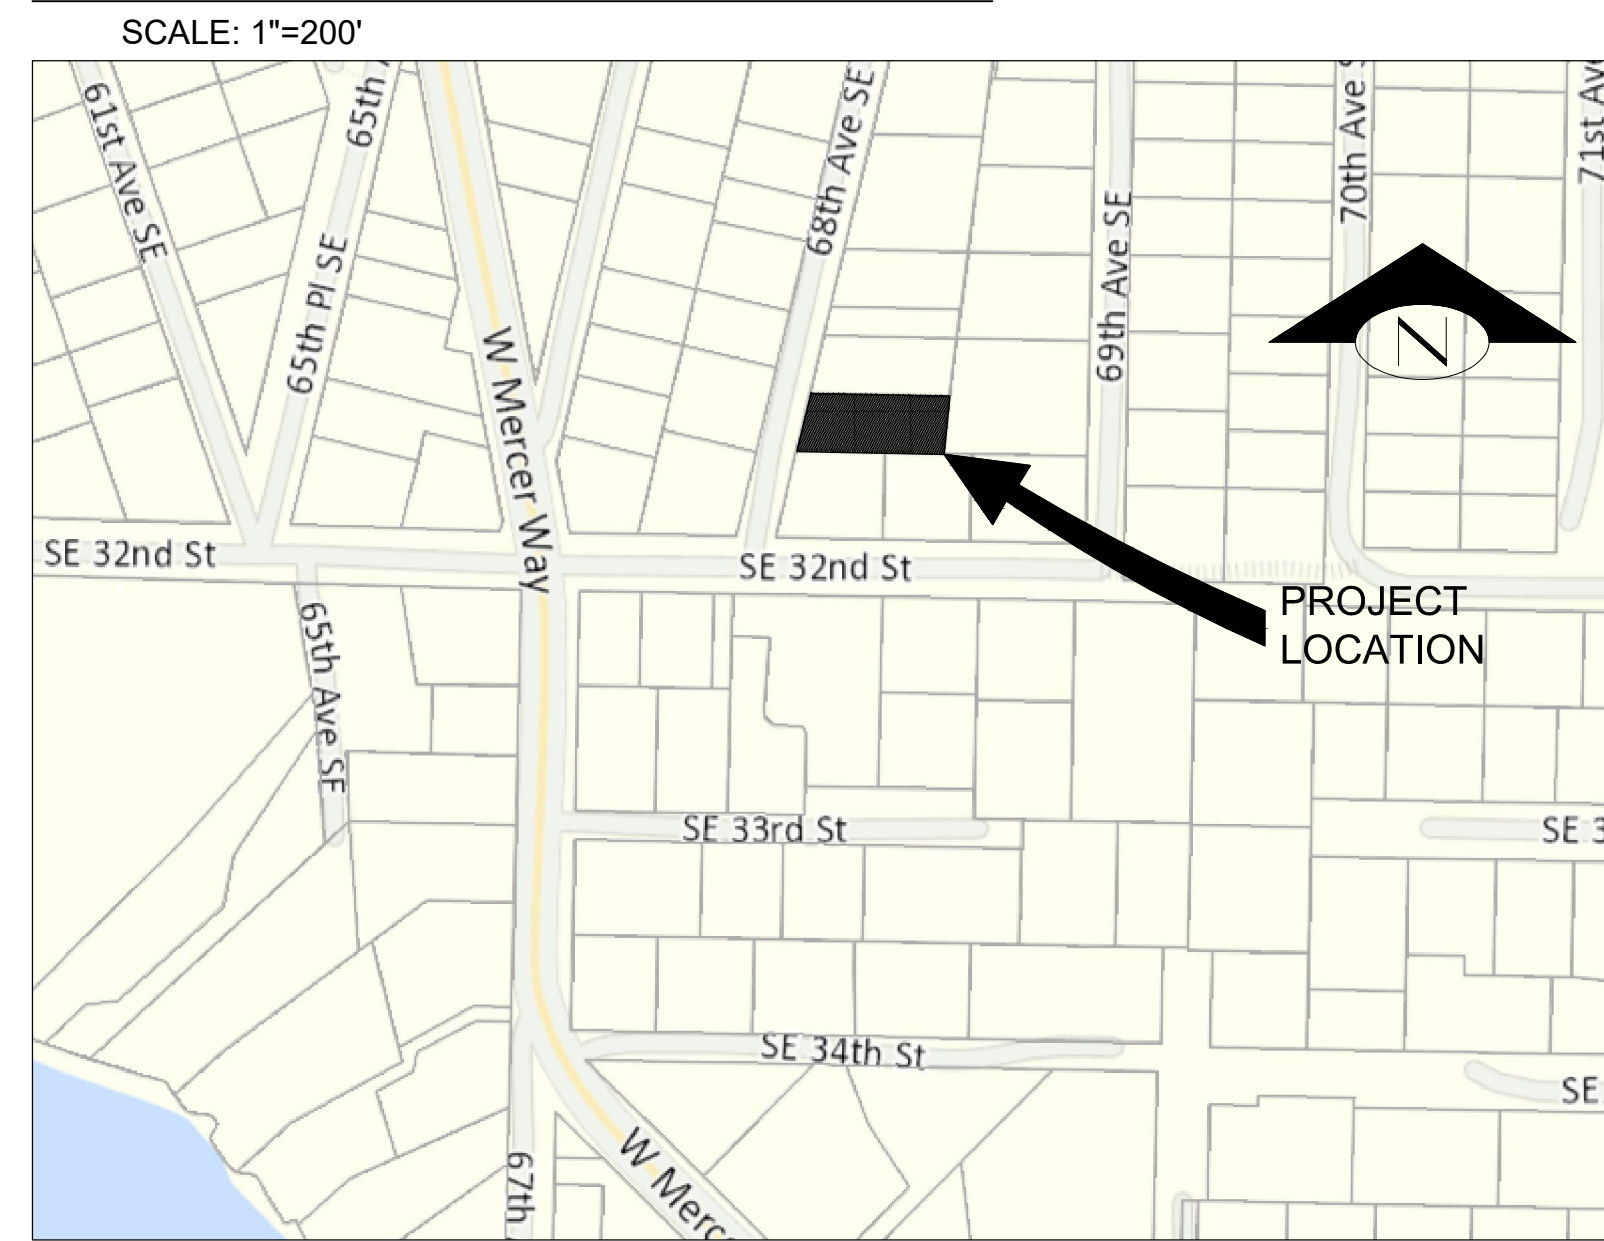 SCALE: 1"=200'
61st Ave SE
65th
68th Ave SE
70th Ave S
71st Ave
65th Pl SE
W Mercer Way
69th Ave SE
N
SE 32nd St
SE 32nd St
PROJECT
LOCATION
65th Ave SE
SE 33rd St
SE 3
SE 34th St
SE
W Merce
67th